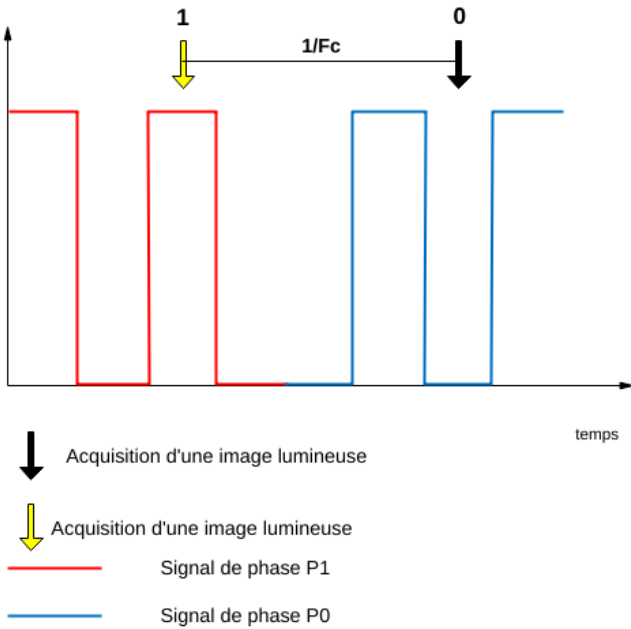 1
0
1/Fc
temps
Acquisition d'une image lumineuse
Acquisition d'une image lumineuse
Signal de phase P1
Signal de phase P0